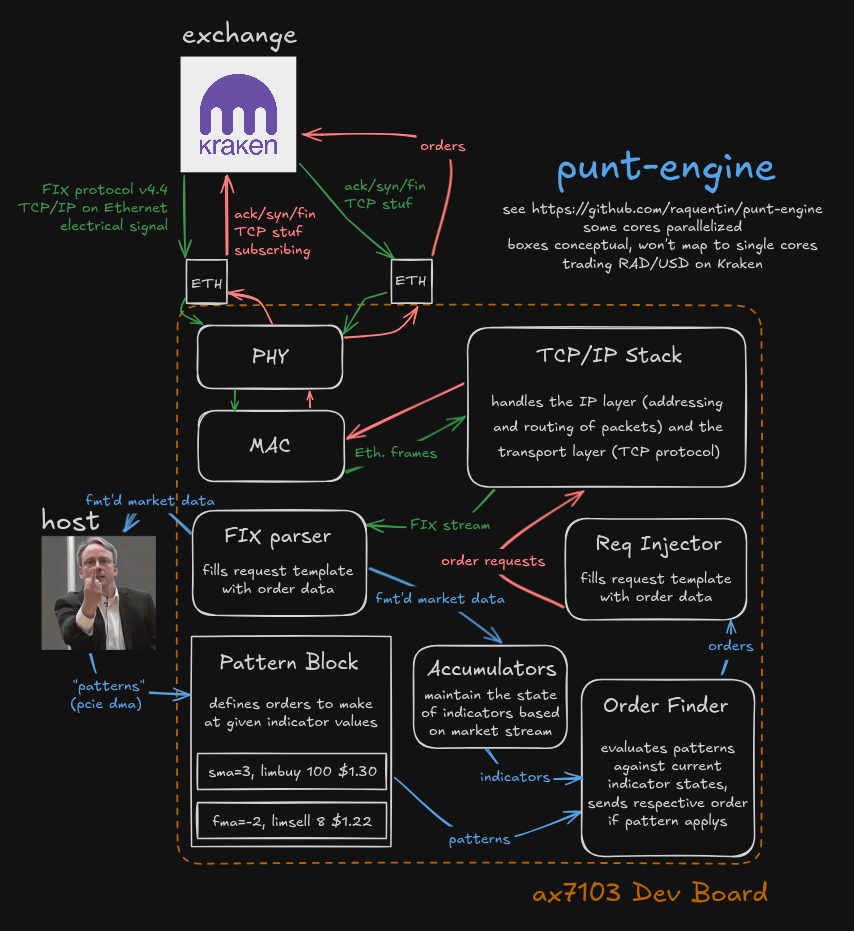 exchange
kraken
orders
FIX protocol v4.4
TCP/IP on Ethernet
electrical signal
ack/syn/fin
TCP stuf
subscribing
ack/syn/fin
TCP stuf
punt-engine
see https://github.com/raquentin/punt-engine
some cores parallelized
boxes conceptual, won't map to single cores
trading RAD/USD on Kraken
ETH
ETH
PHY
MAC
Eth. frames
TCP/IP Stack
handles the IP layer (addressing
and routing of packets) and the
transport layer (TCP protocol)
fmt'd market data
host
FIX parser
fills request template
with order data
FIX stream
order requests
Req Injector
fills request template
with order data
fmt'd market data
orders
"patterns"
(pcie dma)
Pattern Block
defines orders to make
at given indicator values
sma=3, limbuy 100 $1.30
fma=-2, limsell 8 $1.22
Accumulators
maintain the state
of indicators based
on market stream
indicators
patterns
Order Finder
evaluates patterns
against current
indicator states,
sends respective order
if pattern applys
ax7103 Dev Board